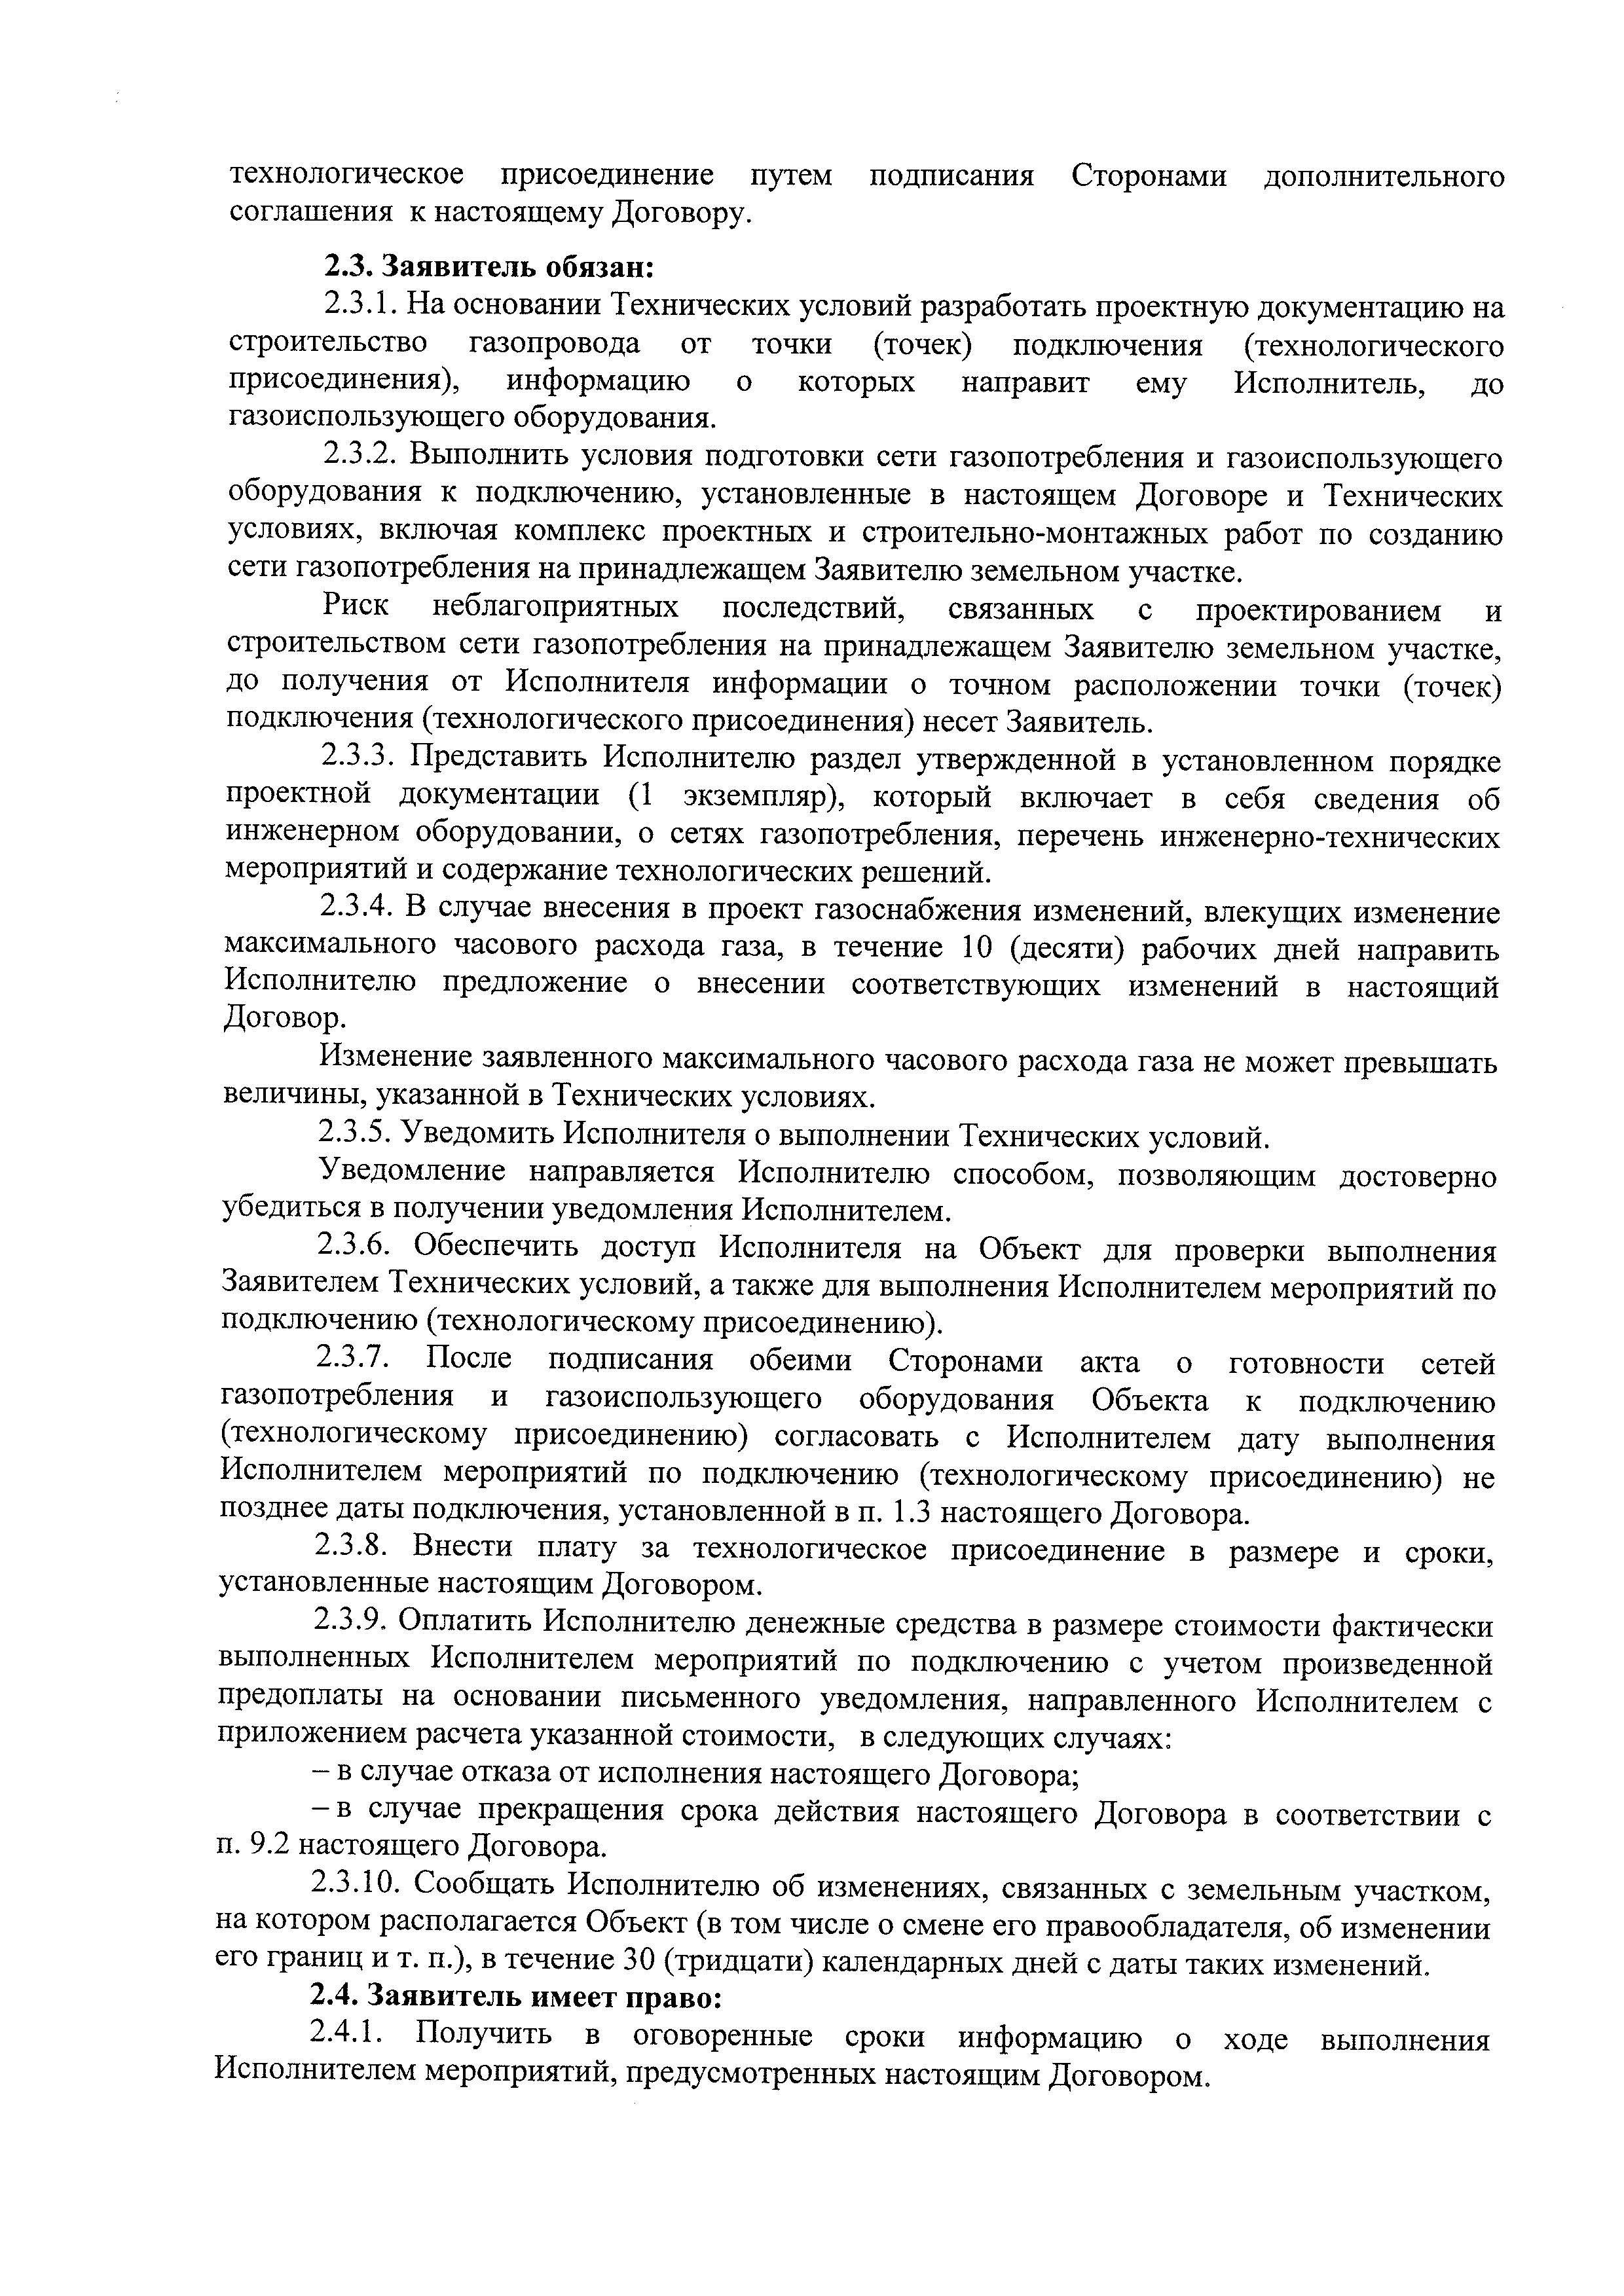 технологическое присоединение путем подписания Сторонами дополнительного
соглашения к настоящему Договору.
2.3. Заявитель обязан:
2.3.1. На основании Технических условий разработать проектную документацию на
строительство газопровода от точки (точек) подключения (технологического
присоединения), информацию о которых направит ему Исполнитель, до
газоиспользующего оборудования.
2.3.2. Выполнить условия подготовки сети газопотребления и газоиспользующего
оборудования к подключению, установленные в настоящем Договоре и Технических
условиях, включая комплекс проектных и строительно-монтажных работ по созданию
сети газопотребления на принадлежащем Заявителю земельном участке.
Риск неблагоприятных последствий, связанных с проектированием и
строительством сети газопотребления на принадлежащем Заявителю земельном участке,
до получения от Исполнителя информации о точном расположении точки (точек)
подключения (технологического присоединения) несет Заявитель.
2.3.3. Представить Исполнителю раздел утвержденной в установленном порядке
проектной документации (1 экземпляр), который включает в себя сведения об
инженерном оборудовании, о сетях газопотребления, перечень инженерно-технических
мероприятий и содержание технологических решений.
2.3.4. В случае внесения в проект газоснабжения изменений, влекущих изменение
максимального часового расхода газа, в течение 10 (десяти) рабочих дней направить
Исполнителю предложение о внесении соответствующих изменений в настоящий
Договор.
Изменение заявленного максимального часового расхода газа не может превышать
величины, указанной в Технических условиях.
2.3.5. Уведомить Исполнителя о выполнении Технических условий.
Уведомление направляется Исполнителю способом, позволяющим достоверно
убедиться в получении уведомления Исполнителем.
2.3.6. Обеспечить доступ Исполнителя на Объект для проверки выполнения
Заявителем Технических условий, а также для выполнения Исполнителем мероприятий по
подключению (технологическому присоединению).
2.3.7. После подписания обеими Сторонами акта о готовности сетей
газопотребления и газоиспользующего оборудования Объекта к подключению
(технологическому присоединению) согласовать с Исполнителем дату выполнения
Исполнителем мероприятий по подключению (технологическому присоединению) не
позднее даты подключения, установленной в п. 1.3 настоящего Договора.
2.3.8. Внести плату за технологическое присоединение в размере и сроки,
установленные настоящим Договором.
2.3.9. Оплатить Исполнителю денежные средства в размере стоимости фактически
выполненных Исполнителем мероприятий по подключению с учетом произведенной
предоплаты на основании письменного уведомления, направленного Исполнителем с
приложением расчета указанной стоимости, в следующих случаях:
– в случае отказа от исполнения настоящего Договора;
– в случае прекращения срока действия настоящего Договора в соответствии с
п. 9.2 настоящего Договора.
2.3.10. Сообщать Исполнителю об изменениях, связанных с земельным участком,
на котором располагается Объект (в том числе о смене его правообладателя, об изменении
его границ и т. п.), в течение 30 (тридцати) календарных дней с даты таких изменений.
2.4. Заявитель имеет право:
2.4.1. Получить в оговоренные сроки информацию о ходе выполнения
Исполнителем мероприятий, предусмотренных настоящим Договором.